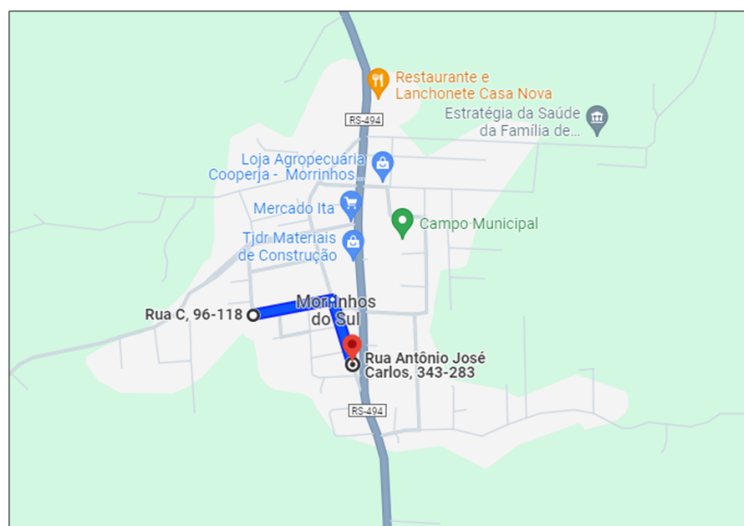 Restaurante e
Lanchonete Casa Nova
RS-494
Estratégia da Saúde
da Família de...
Loja Agropecuária
Cooperja - Morrinhos...
Mercado Ita
Campo Municipal
Tjdr Materiais
de Construção
Morrinhos
do Sul
Rua C, 96-118
Rua Antônio José
Carlos, 343-283
RS-494